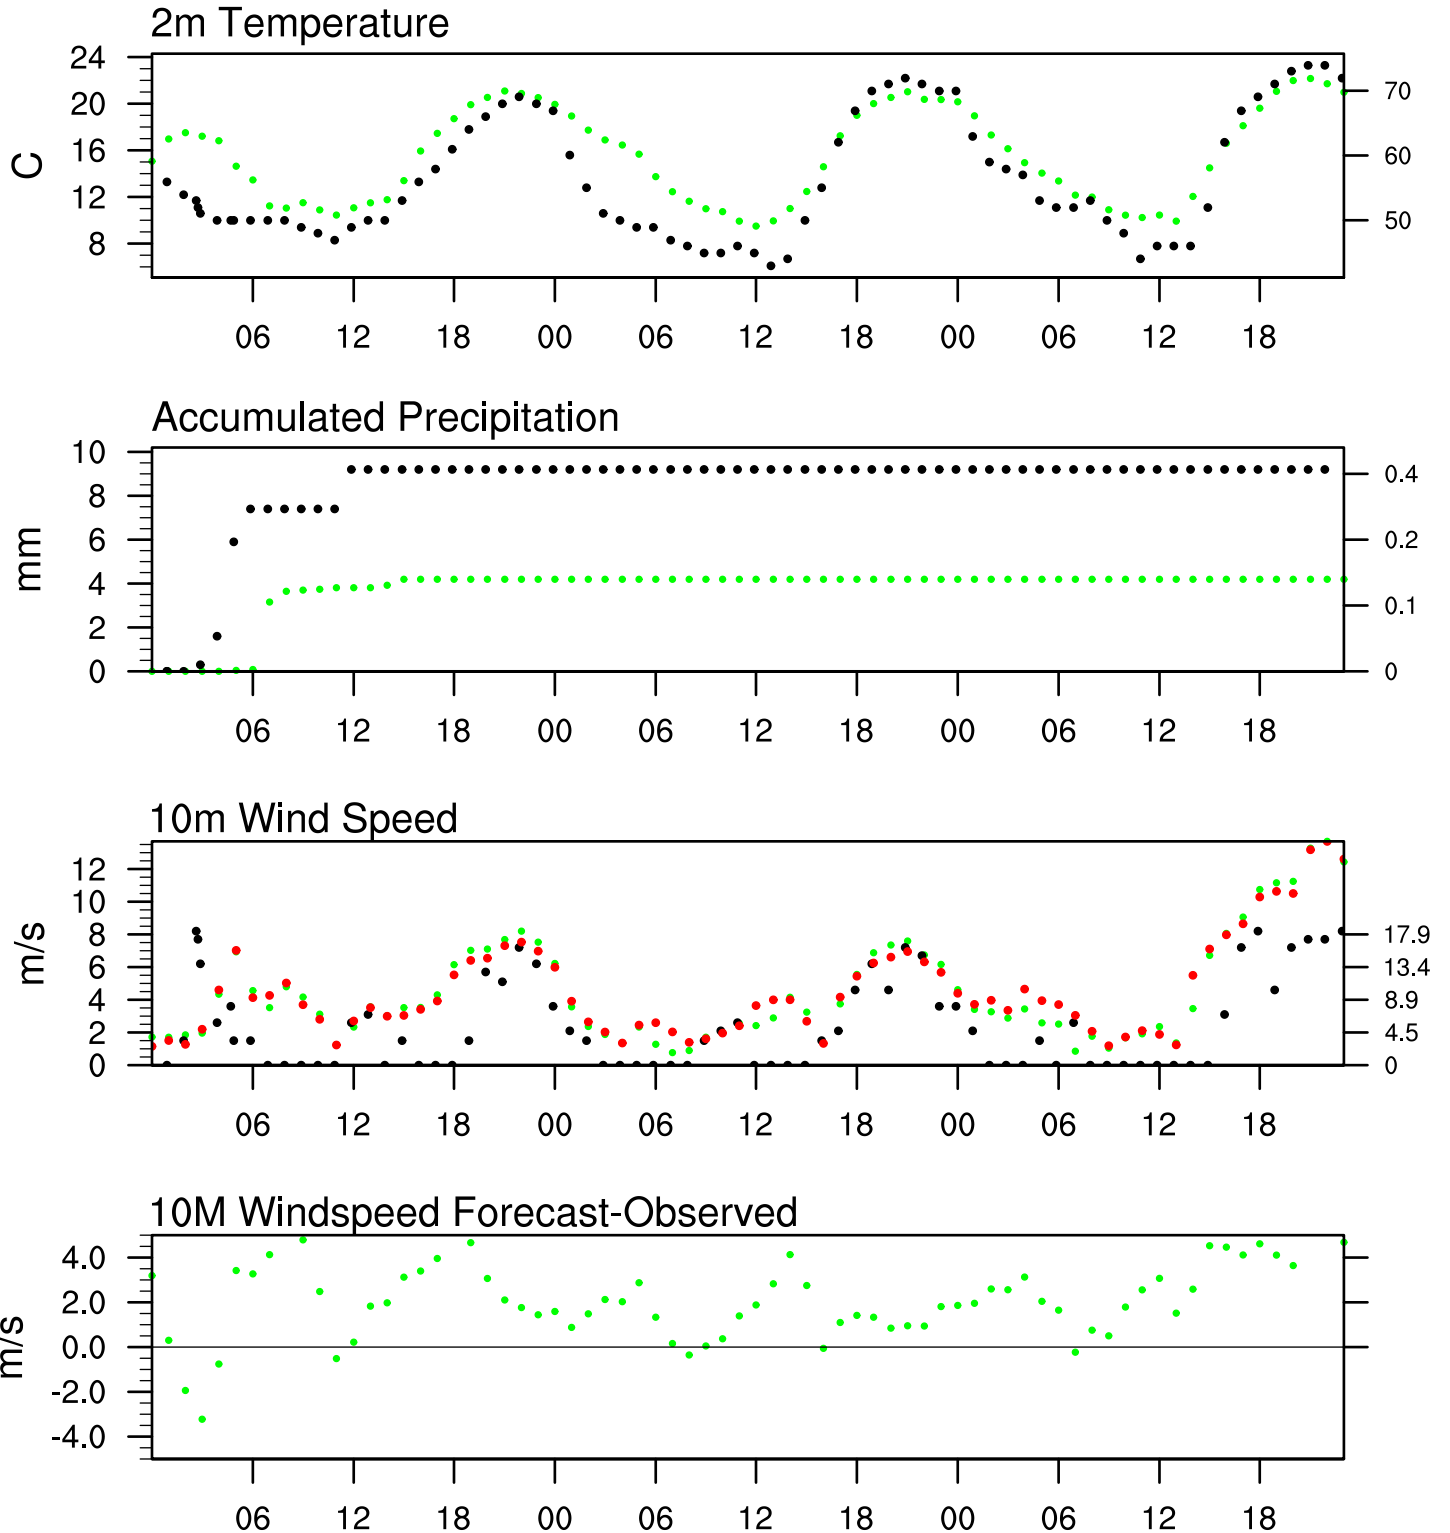 2m Temperature
24
20
16
12
8
C
70
60
50
06 12 18 00 06 12 18 00 06 12 18
Accumulated Precipitation
10
8
6
4
2
0
mm
0.4
0.2
0.1
0
06 12 18 00 06 12 18 00 06 12 18
10m Wind Speed
12
10
8
6
4
2
0
m/s
17.9
13.4
8.9
4.5
0
06 12 18 00 06 12 18 00 06 12 18
10M Windspeed Forecast-Observed
4.0
2.0
0.0
-2.0
-4.0
m/s
06 12 18 00 06 12 18 00 06 12 18